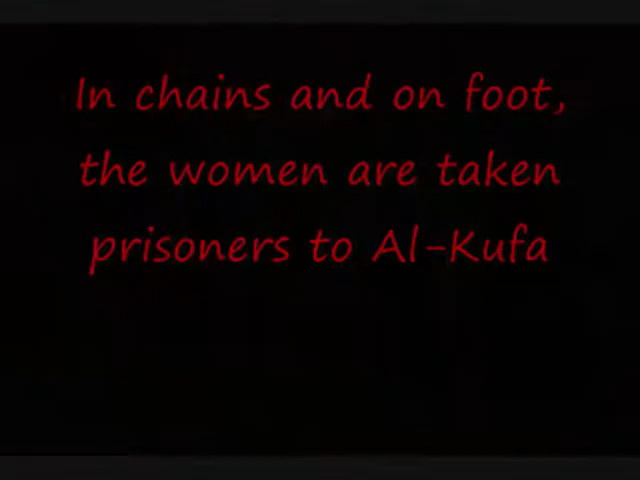 In chains and on foot,
the women are taken
prisoners to Al-Kufa